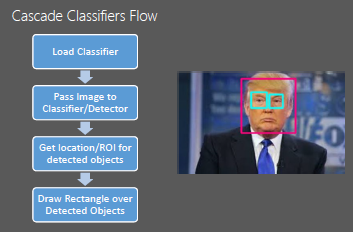 Cascade Classifiers Flow
Load Classifier
Pass Image to
Classifier/Detector
Get location/ROI for
detected objects
Draw Rectangle over
Detected Objects